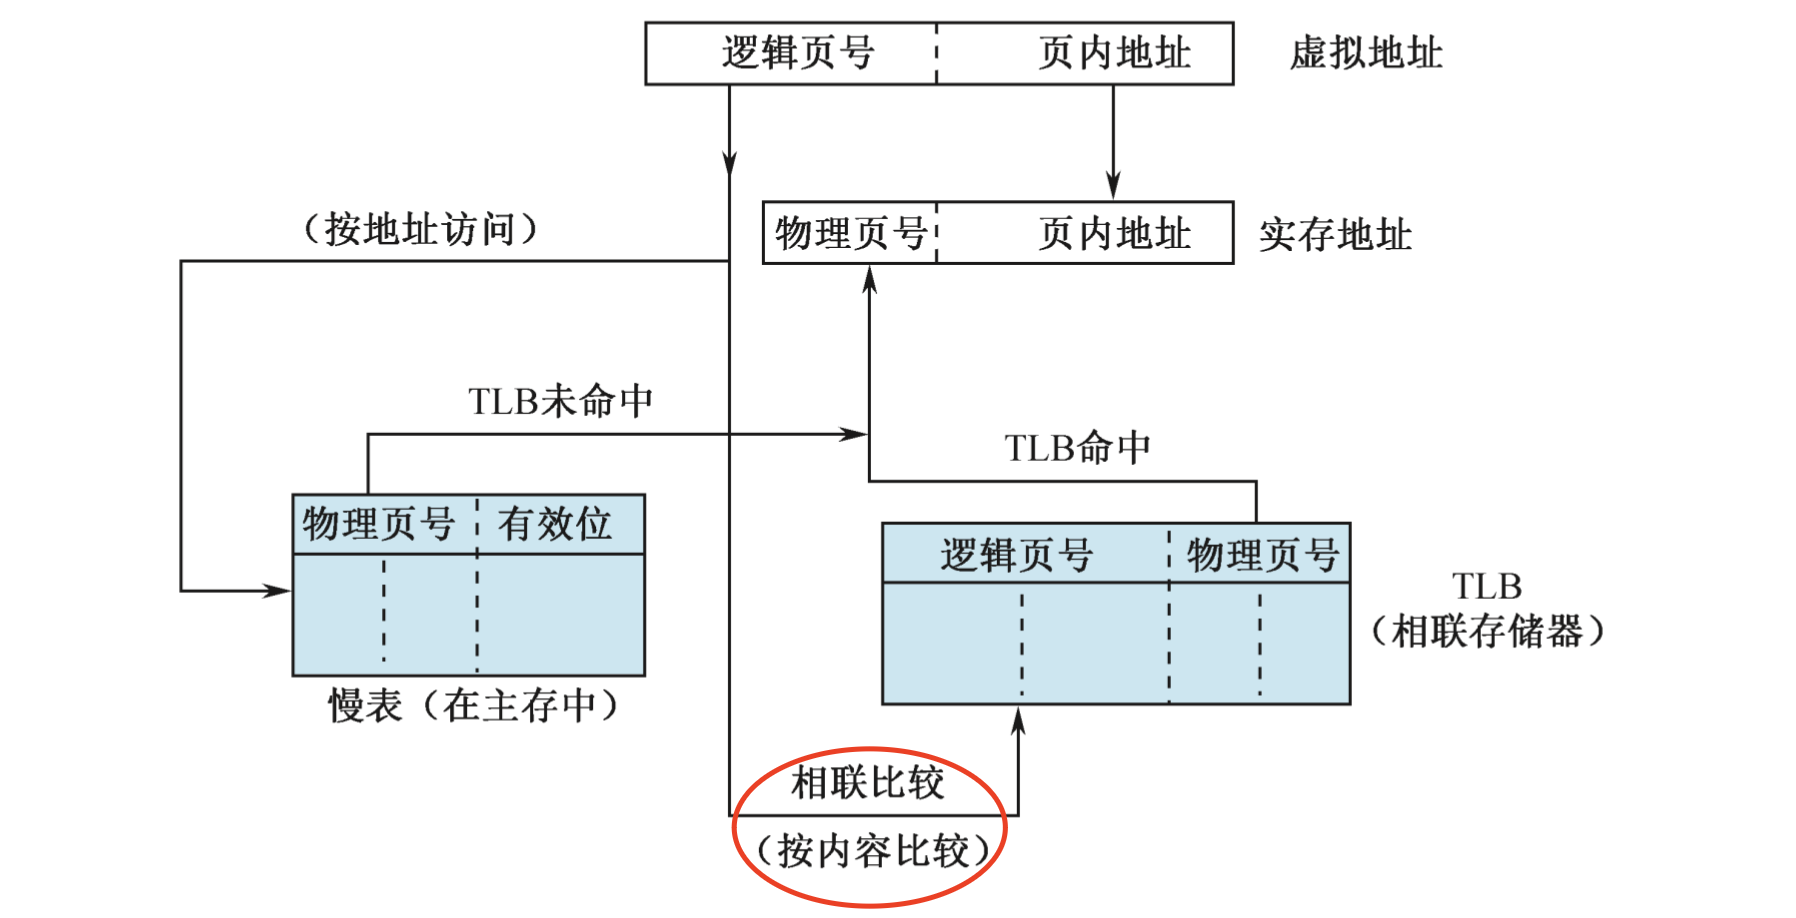 逻辑页号 页内地址 虚拟地址
(按地址访问)
物理页号 页内地址 实存地址
TLB未命中
TLB命中
物理页号 有效位
逻辑页号 物理页号
TLB
(相联存储器)
慢表(在主存中)
相联比较
(按内容比较)